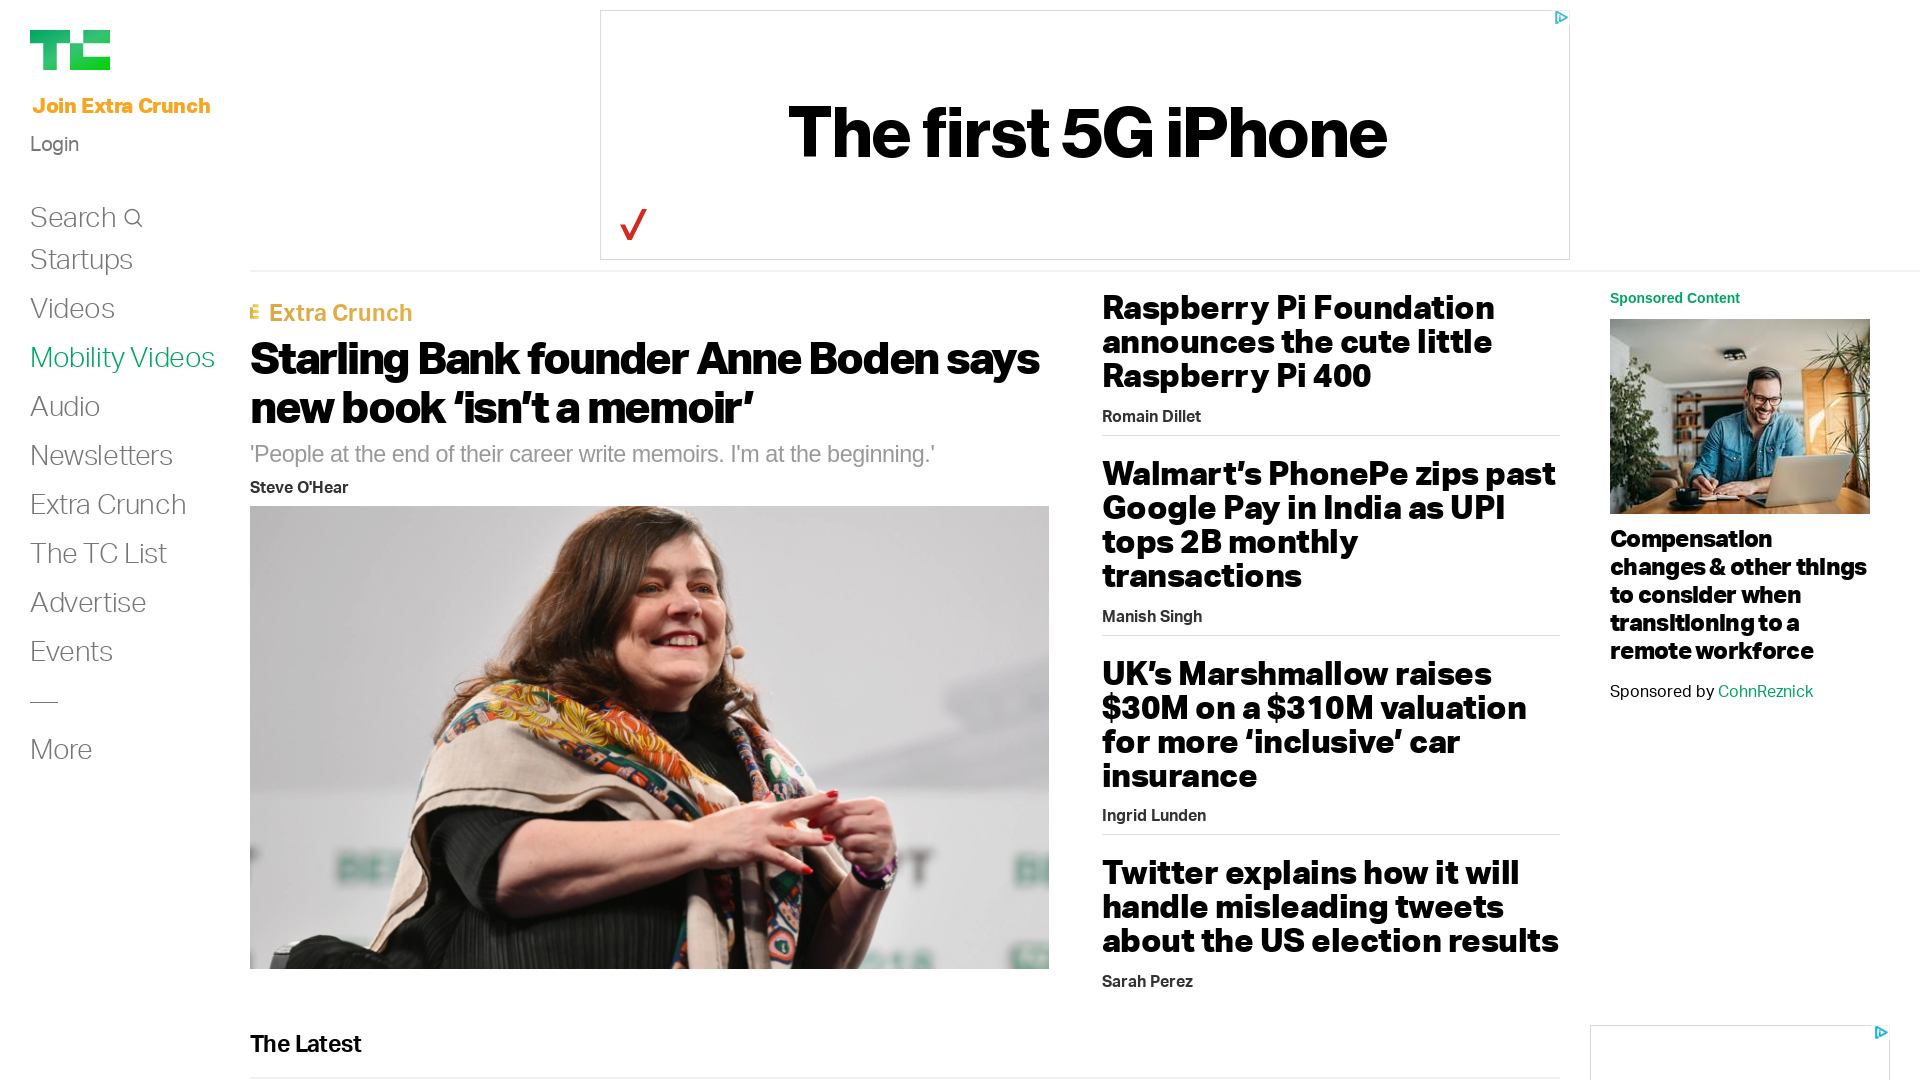 TC
Join Extra Crunch
Login
Search
Startups
Videos
Mobility Videos
Audio
Newsletters
Extra Crunch
The TC List
Advertise
Events
More
The first 5G iPhone
Extra Crunch
Starling Bank founder Anne Boden says
new book ‘isn’t a memoir’
'People at the end of their career write memoirs. I'm at the beginning.'
Steve O'Hear
Raspberry Pi Foundation
announces the cute little
Raspberry Pi 400
Romain Dillet
Walmart’s PhonePe zips past
Google Pay in India as UPI
tops 2B monthly
transactions
Manish Singh
UK’s Marshmallow raises
$30M on a $310M valuation
for more ‘inclusive’ car
insurance
Ingrid Lunden
Twitter explains how it will
handle misleading tweets
about the US election results
Sarah Perez
Sponsored Content
Compensation
changes & other things
to consider when
transitioning to a
remote workforce
Sponsored by CohnReznick
The Latest